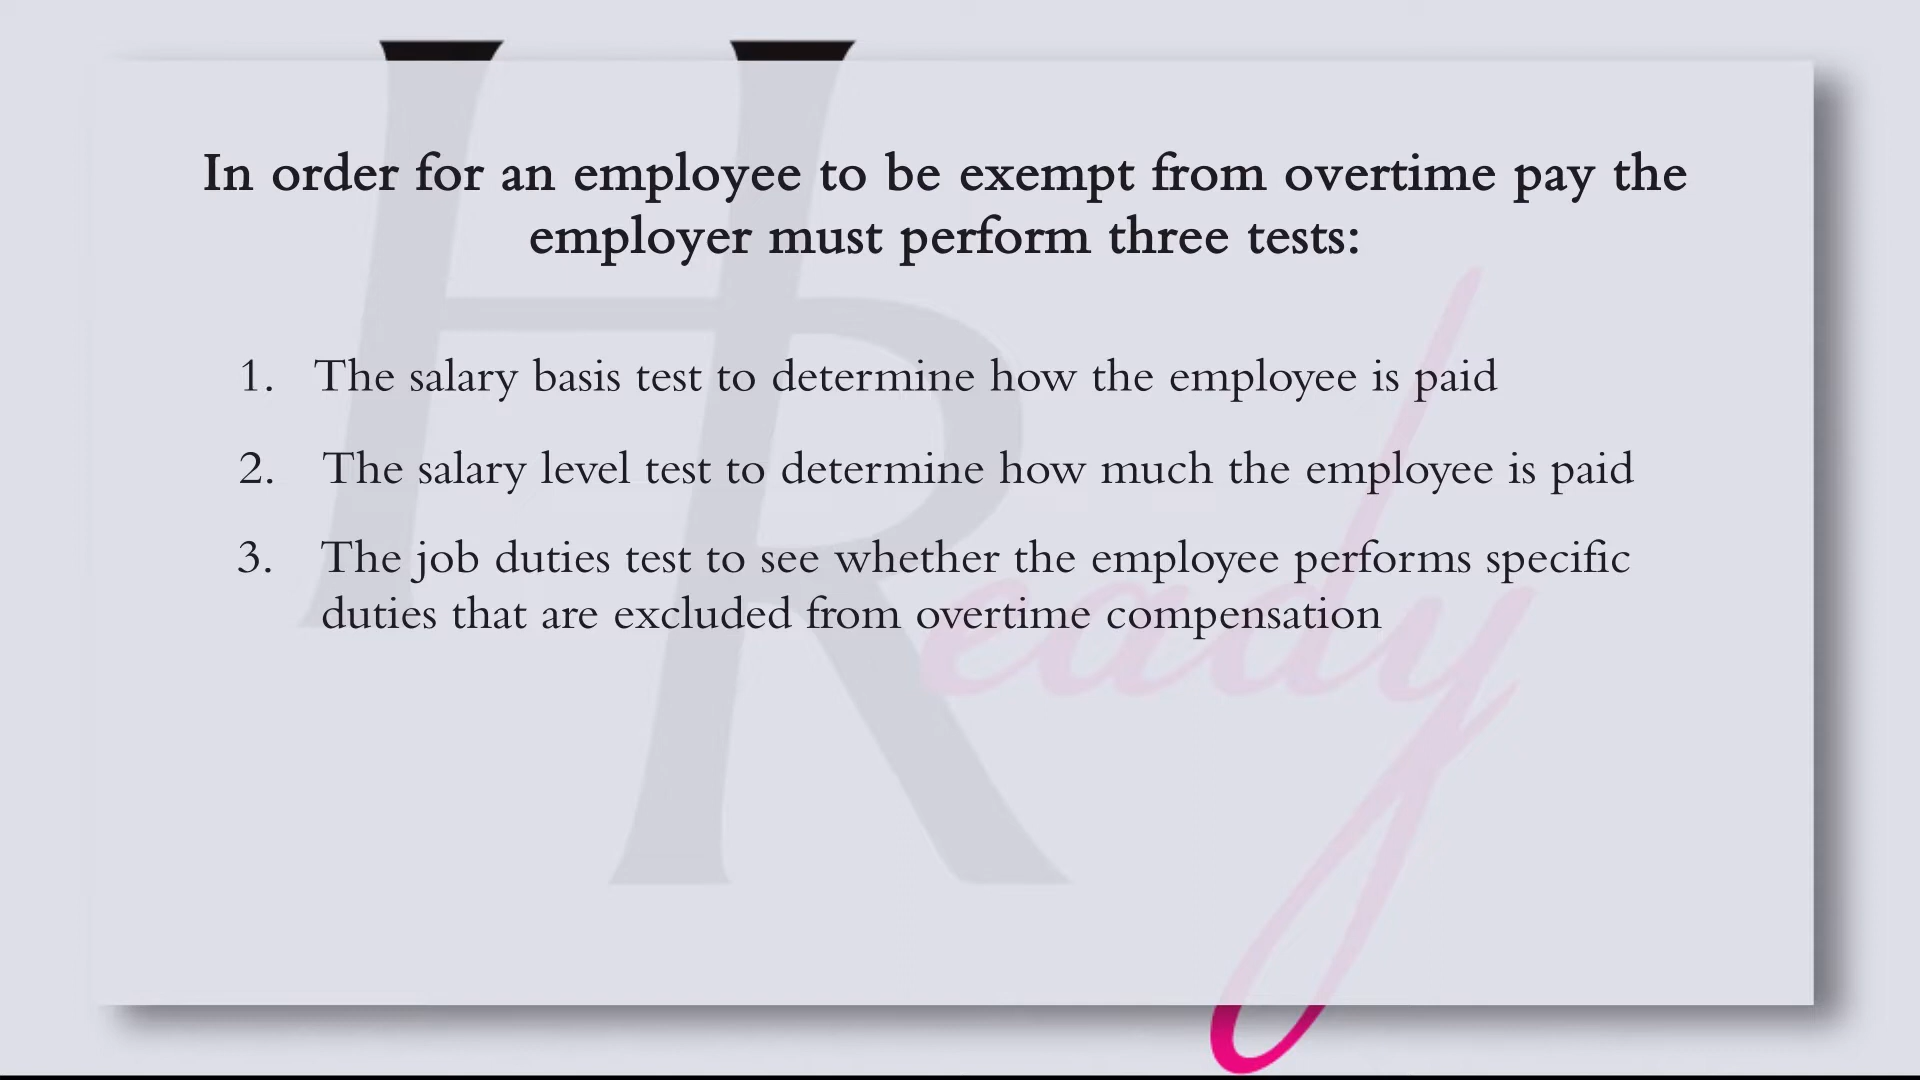 In order for an employee to be exempt from overtime pay the
employer must perform three tests:
1. The salary basis test to determine how the employee is paid
2. The salary level test to determine how much the employee is paid
3. The job duties test to see whether the employee performs specific
duties that are excluded from overtime compensation
HReady